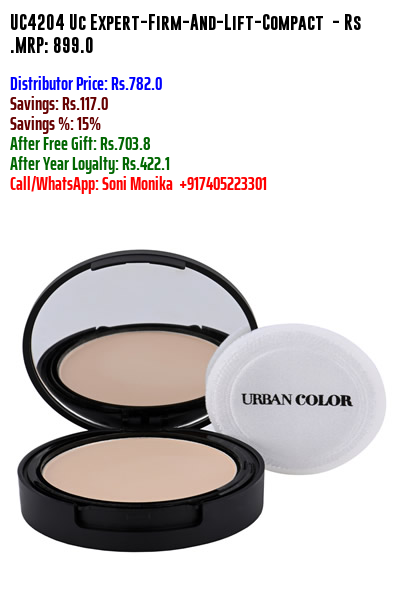 UC4204 Uc Expert-Firm-And-Lift-Compact - Rs
.MRP: 899.0
Distributor Price: Rs.782.0
Savings: Rs.117.0
Savings %: 15%
After Free Gift: Rs.703.8
After Year Loyalty: Rs.422.1
Call/WhatsApp: Soni Monika +917405223301
URBAN COLOR